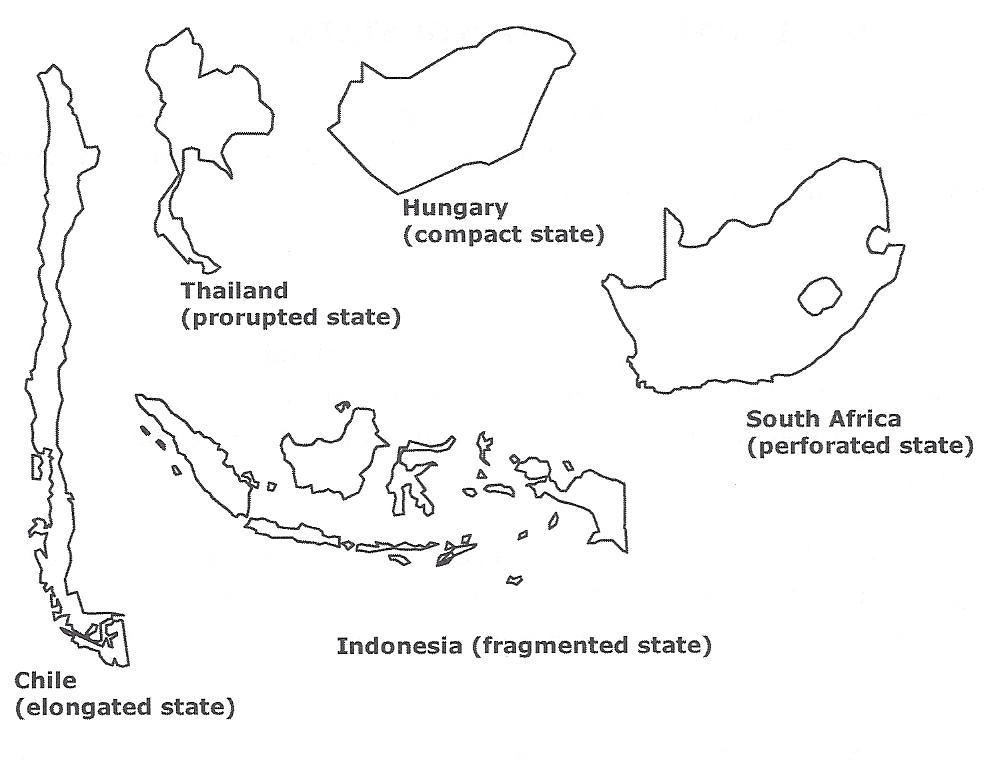 Hungary
(compact state)
Thailand
(prorupted state)
South Africa
(perforated state)
Indonesia (fragmented state)
Chile
(elongated state)